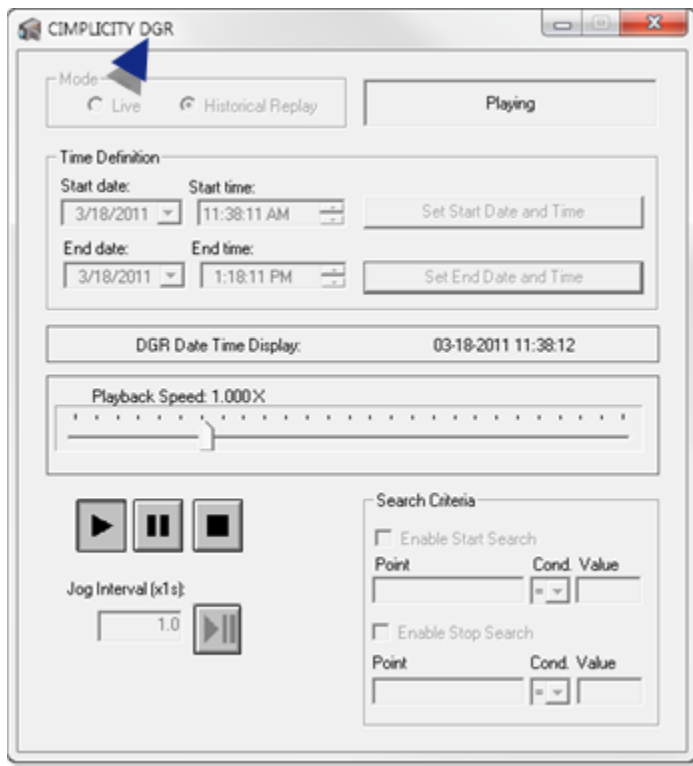 CIMPLICITY DGR
Mode
Live Historical Replay
Playing
Time Definition
Start date: Start time:
3/18/2011 11:38:11 AM Set Start Date and Time
End date: End time:
3/18/2011 1:18:11 PM Set End Date and Time
DGR Date Time Display: 03-18-2011 11:38:12
Playback Speed: 1.000X
Search Criteria
Enable Start Search
Point Cond. Value
=
Jog Interval (x1s):
1.0
Enable Stop Search
Point Cond. Value
=